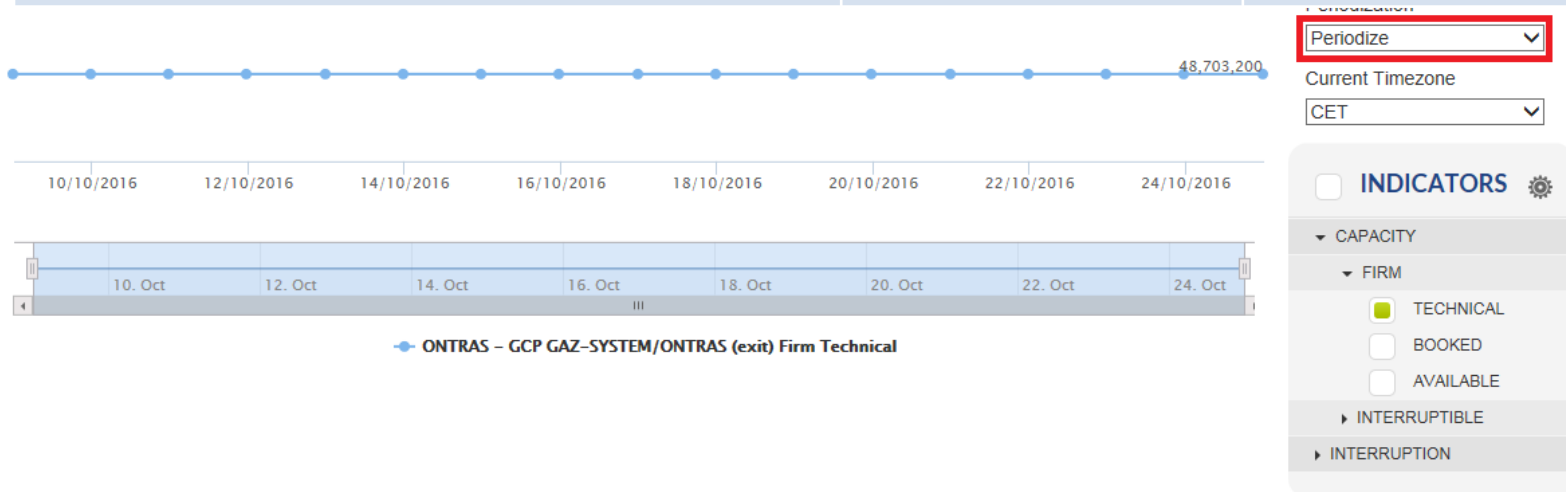 Periodization
Periodize
48,703,200
Current Timezone
CET
10/10/2016 12/10/2016 14/10/2016 16/10/2016 18/10/2016 20/10/2016 22/10/2016 24/10/2016
INDICATORS
CAPACITY
FIRM
10. Oct 12. Oct 14. Oct 16. Oct 18. Oct 20. Oct 22. Oct 24. Oct
TECHNICAL
ONTRAS – GCP GAZ–SYSTEM/ONTRAS (exit) Firm Technical
BOOKED
AVAILABLE
INTERRUPTIBLE
INTERRUPTION